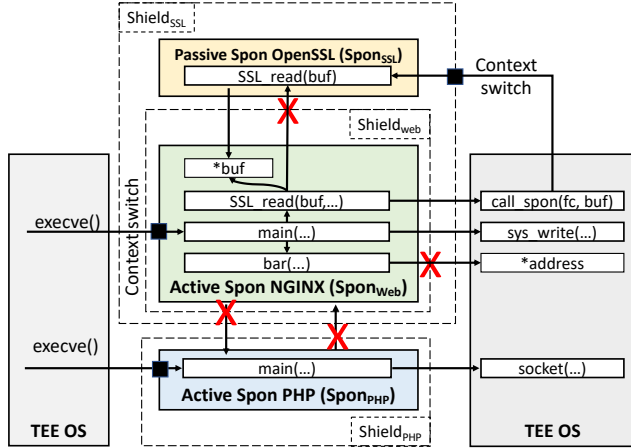 Shield_SSL
Passive Spon OpenSSL (Spon_SSL)
SSL_read(buf)
Context
switch
Shield_web
*buf
SSL_read(buf,...)
call_spon(fc, buf)
execve()
Context switch
main(...)
sys_write(...)
bar(...)
*address
Active Spon NGINX (Spon_Web)
execve()
main(...)
socket(...)
Active Spon PHP (Spon_PHP)
TEE OS
Shield_PHP
TEE OS